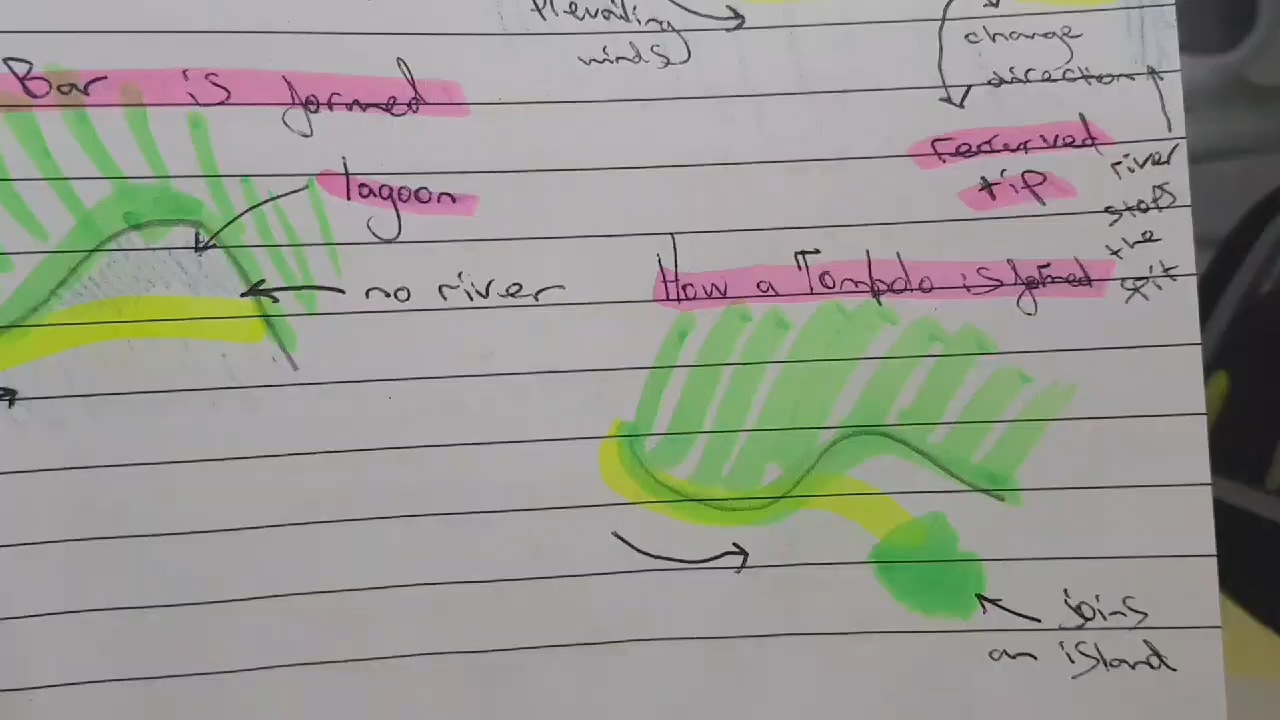 Prevailing
winds
change
direction
Bar is formed
recurved
tip
river
stops
the
spit
lagoon
no river
How a Tombolo is formed
joins
an island